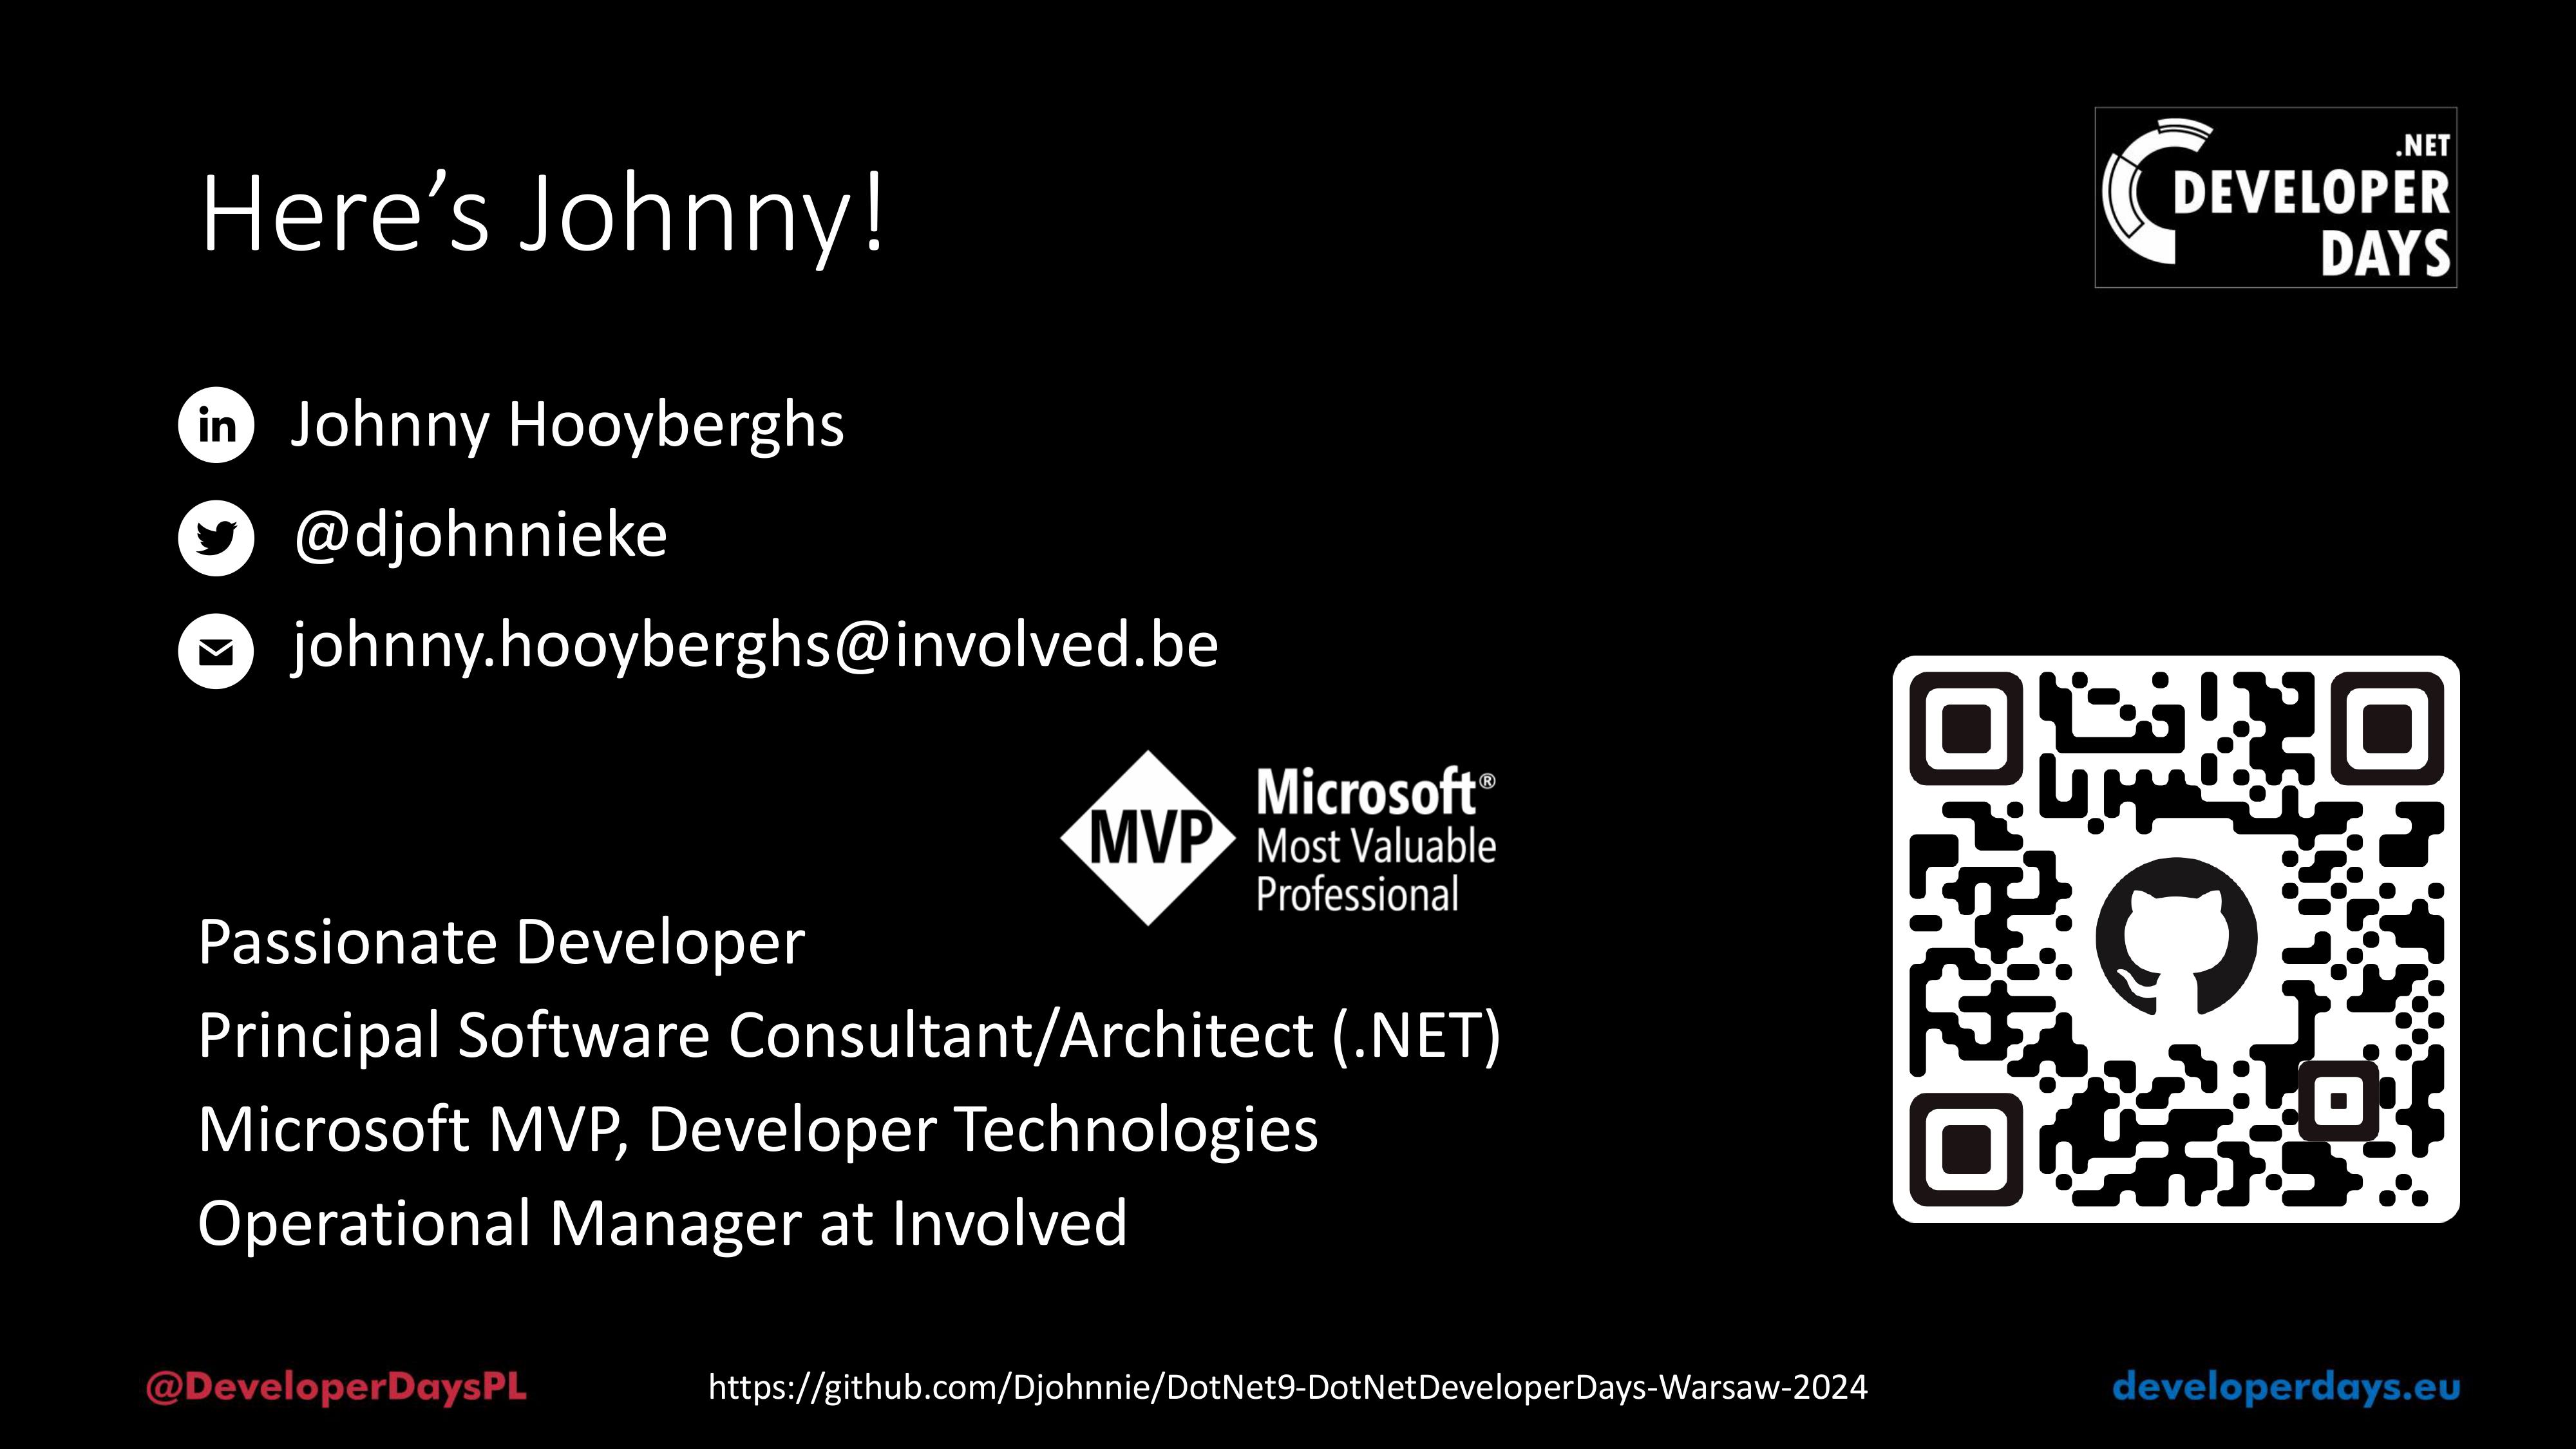 Here’s Johnny!
.NET
DEVELOPER
DAYS
in Johnny Hooyberghs
@djohnnieke
johnny.hooyberghs@involved.be
MVP
Microsoft®
Most Valuable
Professional
Passionate Developer
Principal Software Consultant/Architect (.NET)
Microsoft MVP, Developer Technologies
Operational Manager at Involved
@DeveloperDaysPL
https://github.com/Djohnnie/DotNet9-DotNetDeveloperDays-Warsaw-2024
developerdays.eu